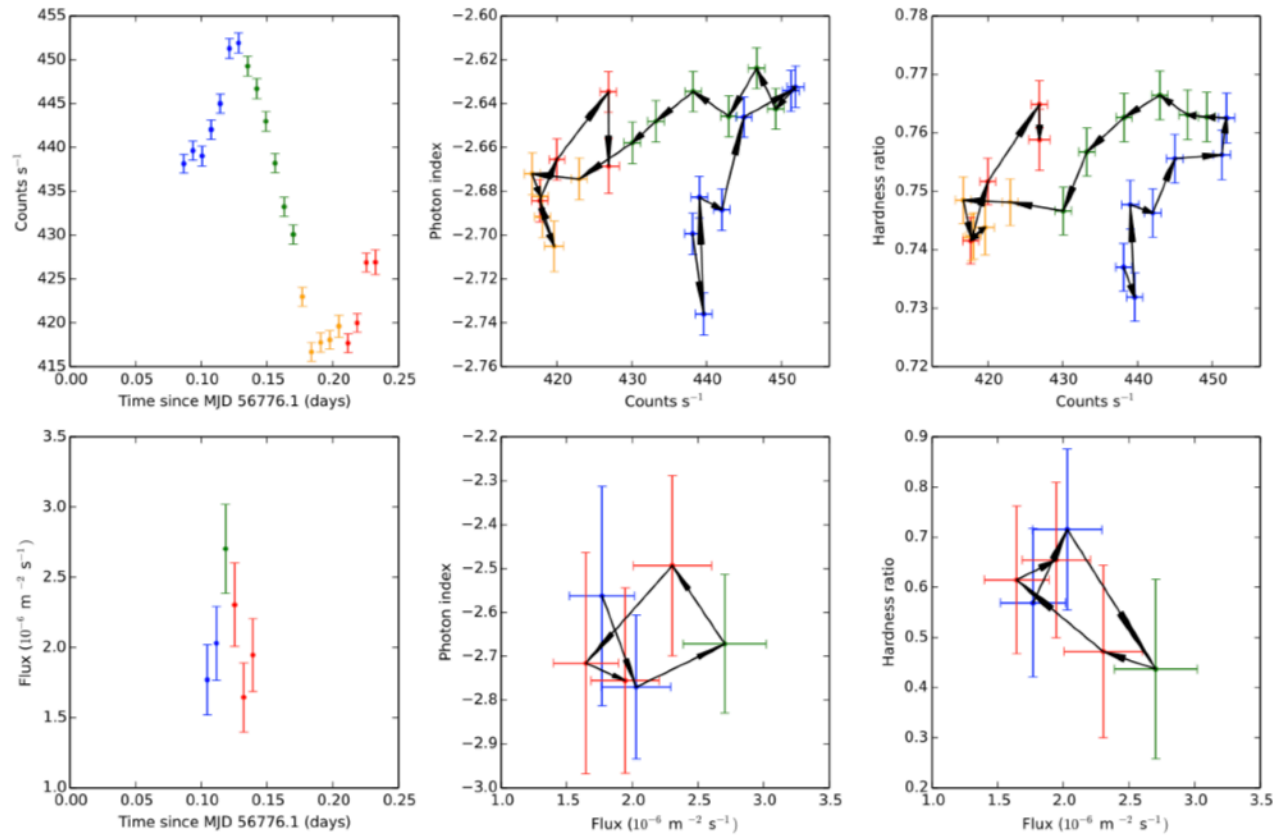 455
450
445
440
435
430
425
420
415
Counts s⁻¹
0.00 0.05 0.10 0.15 0.20 0.25
Time since MJD 56776.1 (days)
−2.60
−2.62
−2.64
−2.66
−2.68
−2.70
−2.72
−2.74
−2.76
Photon index
420 430 440 450
Counts s⁻¹
0.78
0.77
0.76
0.75
0.74
0.73
0.72
Hardness ratio
420 430 440 450
Counts s⁻¹
3.5
3.0
2.5
2.0
1.5
1.0
Flux (10⁻⁶ m⁻² s⁻¹)
0.00 0.05 0.10 0.15 0.20 0.25
Time since MJD 56776.1 (days)
−2.2
−2.3
−2.4
−2.5
−2.6
−2.7
−2.8
−2.9
−3.0
Photon index
1.0 1.5 2.0 2.5 3.0 3.5
Flux (10⁻⁶ m⁻² s⁻¹)
0.9
0.8
0.7
0.6
0.5
0.4
0.3
0.2
Hardness ratio
1.0 1.5 2.0 2.5 3.0 3.5
Flux (10⁻⁶ m⁻² s⁻¹)